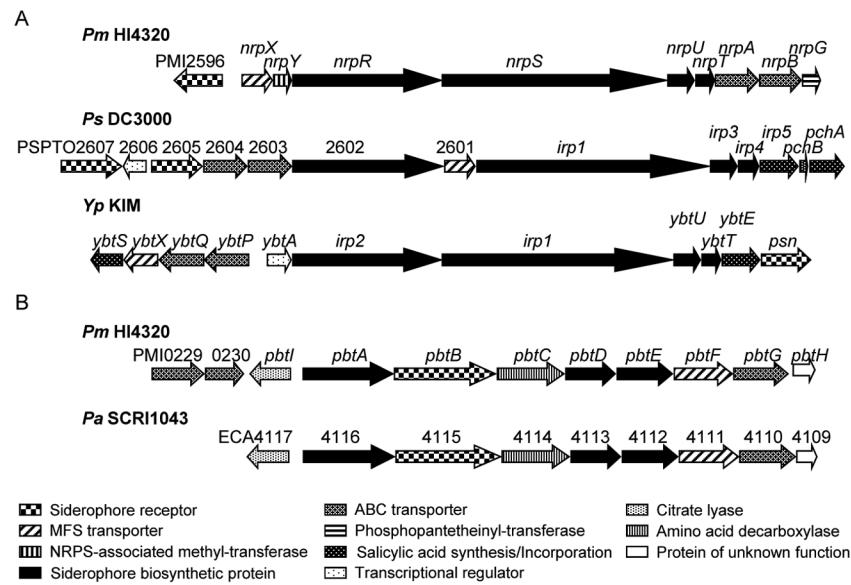 A
Pm HI4320
PMI2596 nrpX nrpY nrpR nrpS nrpU nrpT nrpA nrpB nrpG
Ps DC3000
PSPTO2607 2606 2605 2604 2603 2602 2601 irp1 irp3 irp4 irp5 pchB pchA
Yp KIM
ybtS ybtX ybtQ ybtP ybtA irp2 irp1 ybtU ybtT ybtE psn
B
Pm HI4320
PMI0229 0230 pbtI pbtA pbtB pbtC pbtD pbtE pbtF pbtG pbtH
Pa SCRI1043
ECA4117 4116 4115 4114 4113 4112 4111 4110 4109
Siderophore receptor
MFS transporter
NRPS-associated methyl-transferase
Siderophore biosynthetic protein
ABC transporter
Phosphopantetheinyl-transferase
Salicylic acid synthesis/Incorporation
Transcriptional regulator
Citrate lyase
Amino acid decarboxylase
Protein of unknown function